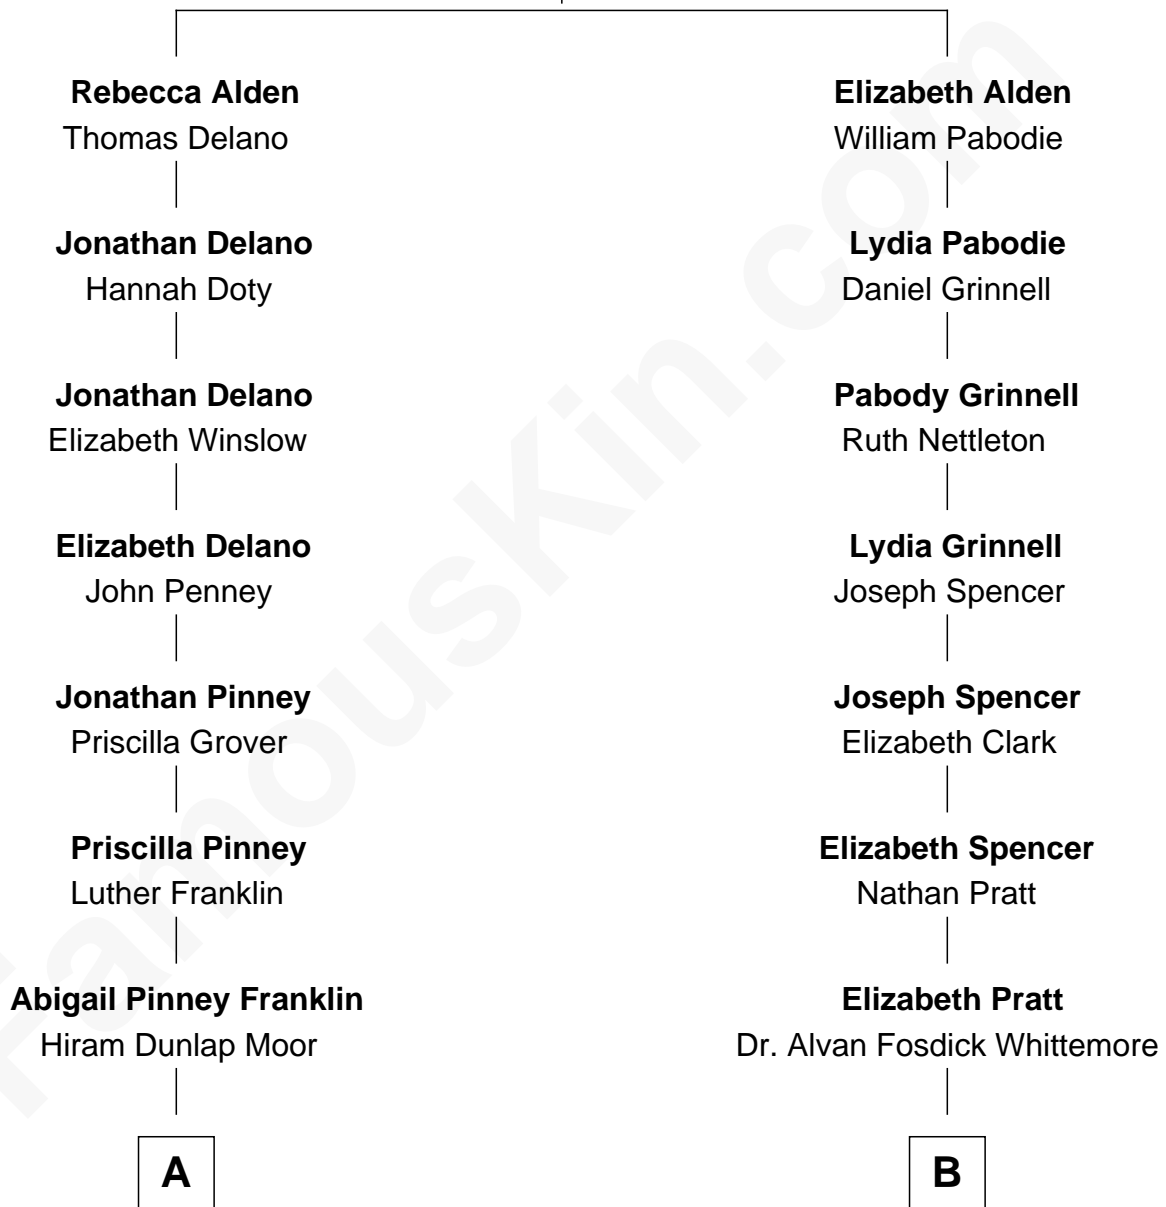 Rebecca Alden
Thomas Delano
Jonathan Delano
Hannah Doty
Jonathan Delano
Elizabeth Winslow
Elizabeth Delano
John Penney
Jonathan Pinney
Priscilla Grover
Priscilla Pinney
Luther Franklin
Abigail Pinney Franklin
Hiram Dunlap Moor
A
Elizabeth Alden
William Pabodie
Lydia Pabodie
Daniel Grinnell
Pabody Grinnell
Ruth Nettleton
Lydia Grinnell
Joseph Spencer
Joseph Spencer
Elizabeth Clark
Elizabeth Spencer
Nathan Pratt
Elizabeth Pratt
Dr. Alvan Fosdick Whittemore
B
FamousKin.com